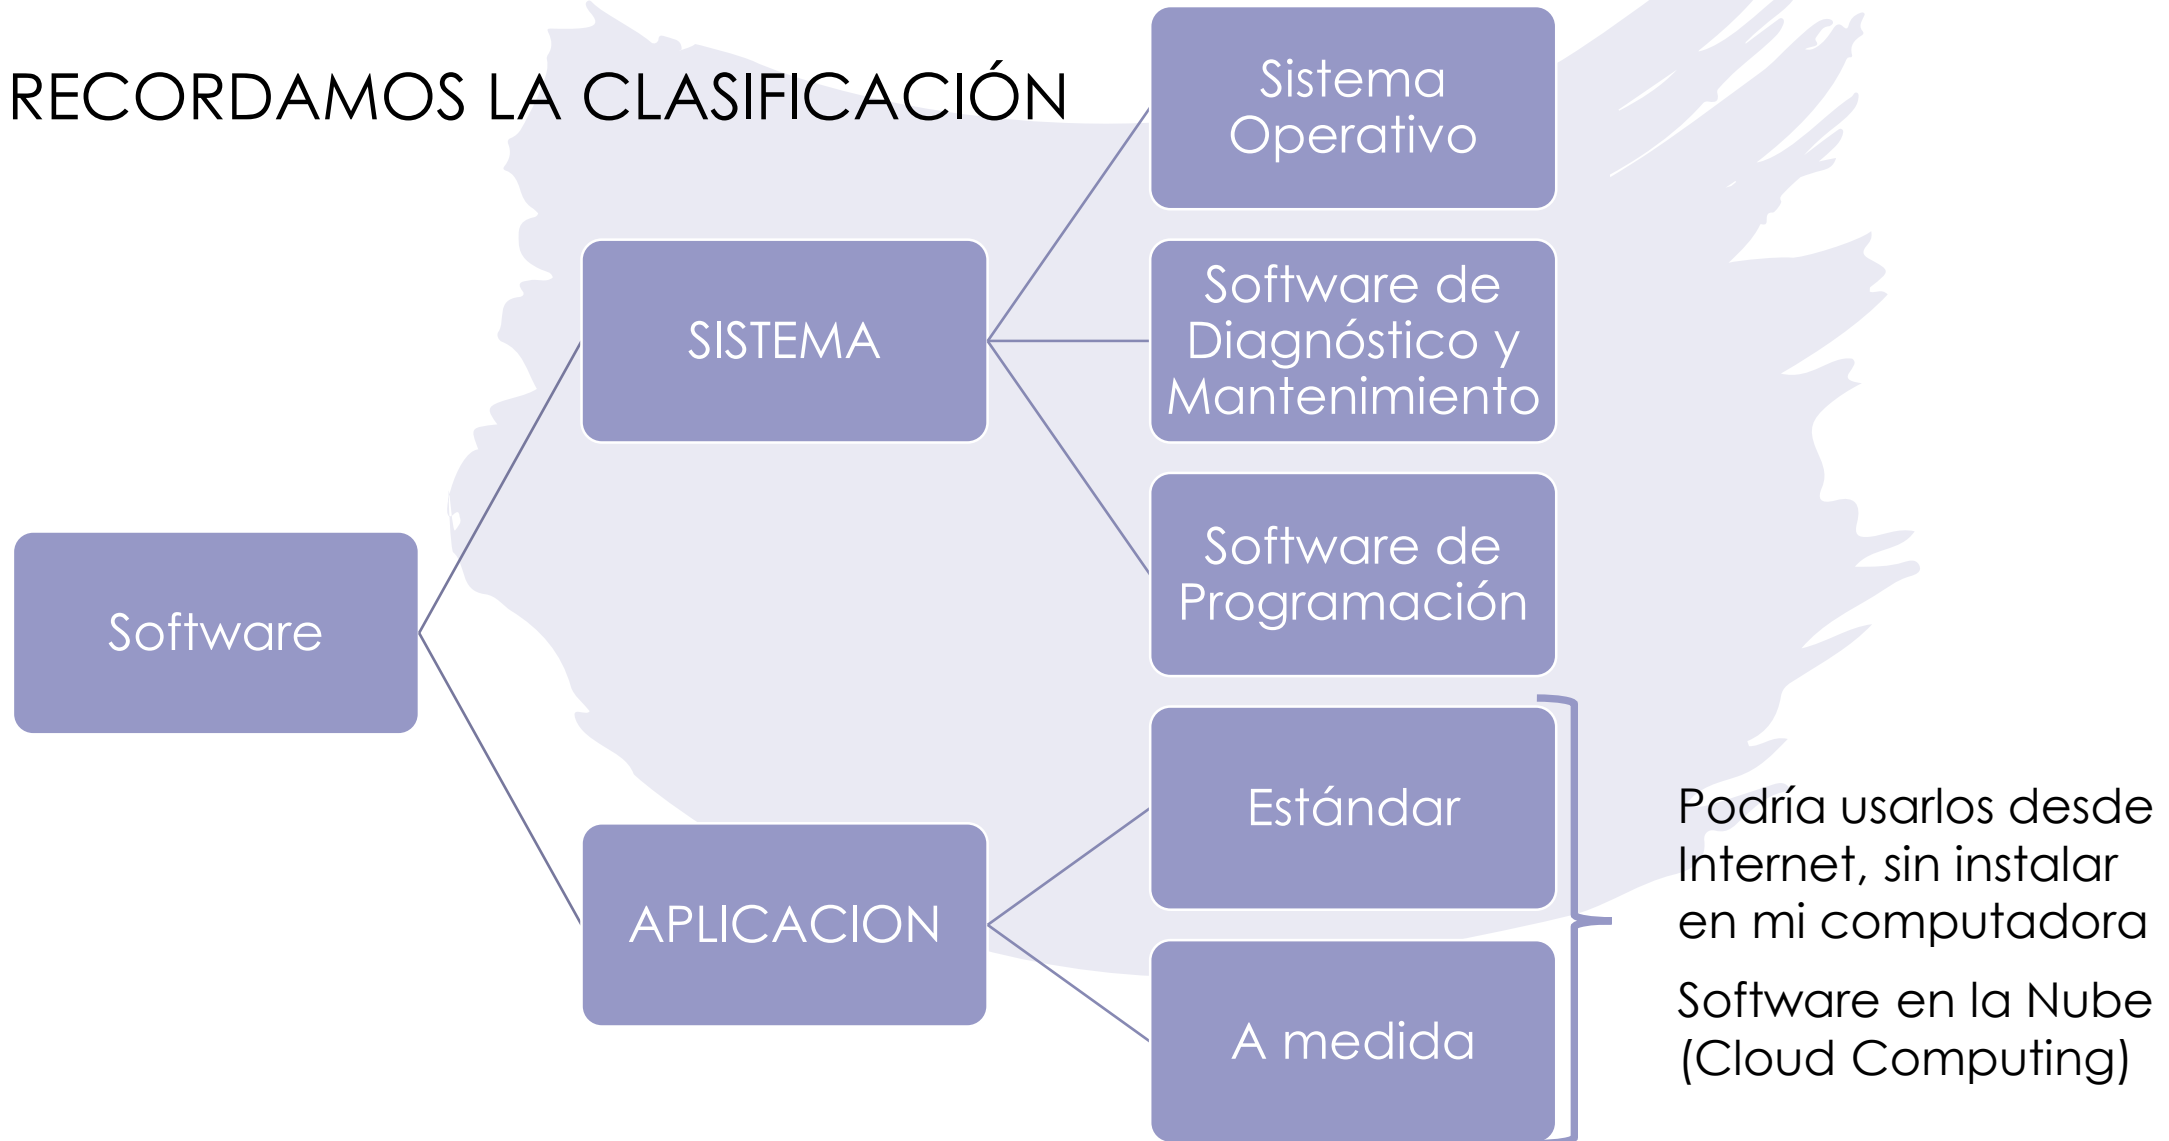 RECORDAMOS LA CLASIFICACIÓN
Software
SISTEMA
Sistema
Operativo
Software de
Diagnóstico y
Mantenimiento
Software de
Programación
APLICACION
Estándar
A medida
Podría usarlos desde
Internet, sin instalar
en mi computadora
Software en la Nube
(Cloud Computing)